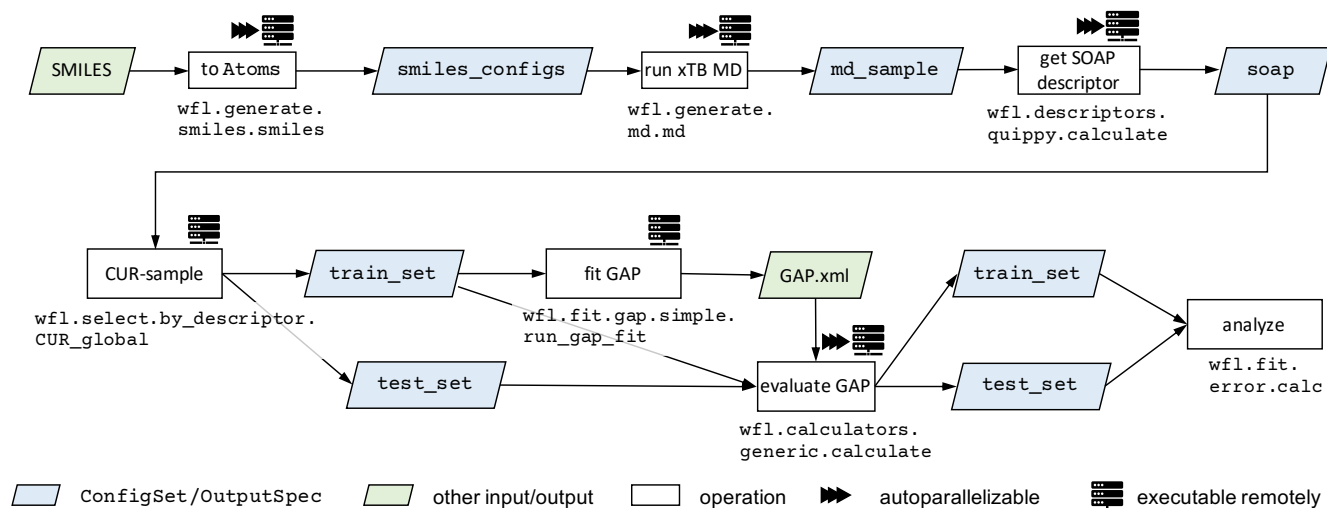 SMILES
to Atoms
smiles_configs
run xTB MD
md_sample
get SOAP
descriptor
soap
wfl.generate.
smiles.smiles
wfl.generate.
md.md
wfl.descriptors.
quippy.calculate
CUR-sample
train_set
fit GAP
GAP.xml
train_set
wfl.select.by_descriptor.
CUR_global
wfl.fit.gap.simple.
run_gap_fit
analyze
test_set
evaluate GAP
test_set
wfl.fit.
error.calc
wfl.calculators.
generic.calculate
ConfigSet/OutputSpec
other input/output
operation
autoparallelizable
executable remotely